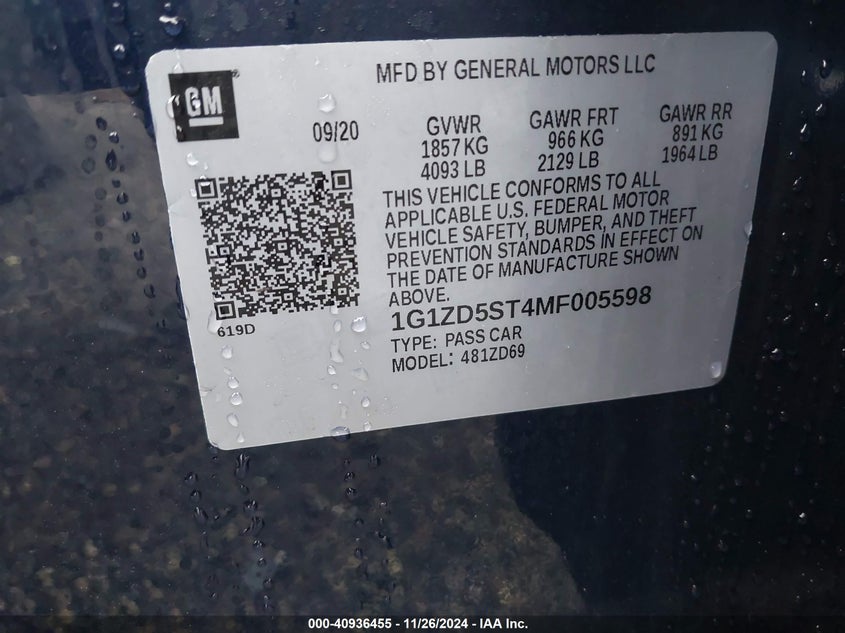 MFD BY GENERAL MOTORS LLC
GM
09/20
GVWR
1857 KG
4093 LB
GAWR FRT
966 KG
2129 LB
GAWR RR
891 KG
1964 LB
THIS VEHICLE CONFORMS TO ALL
APPLICABLE U.S. FEDERAL MOTOR
VEHICLE SAFETY, BUMPER, AND THEFT
PREVENTION STANDARDS IN EFFECT ON
THE DATE OF MANUFACTURE SHOWN
ABOVE.
619D
1G1ZD5ST4MF005598
TYPE: PASS CAR
MODEL: 481ZD69
000-40936455 - 11/26/2024 - IAA Inc.